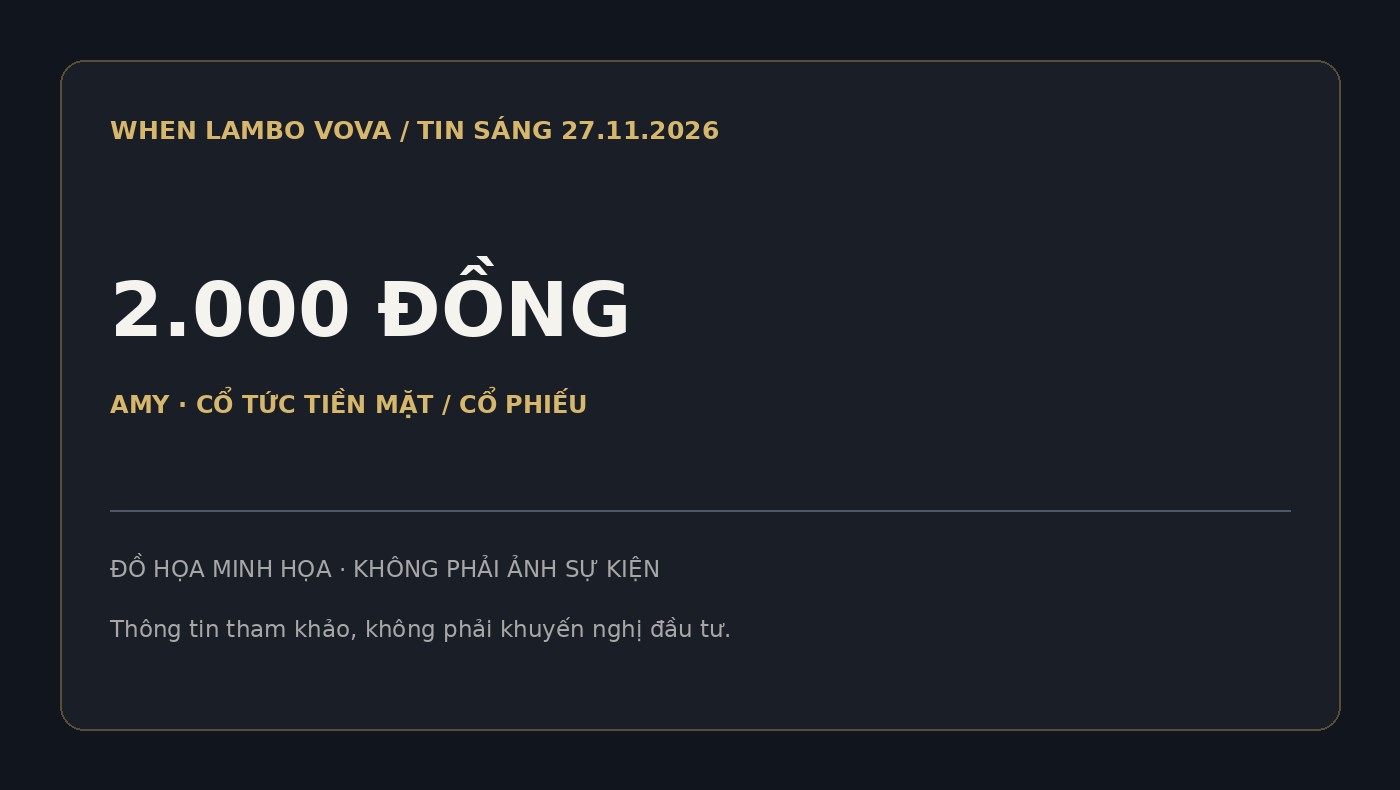 WHEN LAMBO VOVA / TIN SÁNG 27.11.2026
2.000 ĐỒNG
AMY · CỔ TỨC TIỀN MẶT / CỔ PHIẾU
ĐỒ HỌA MINH HỌA · KHÔNG PHẢI ẢNH SỰ KIỆN
Thông tin tham khảo, không phải khuyến nghị đầu tư.